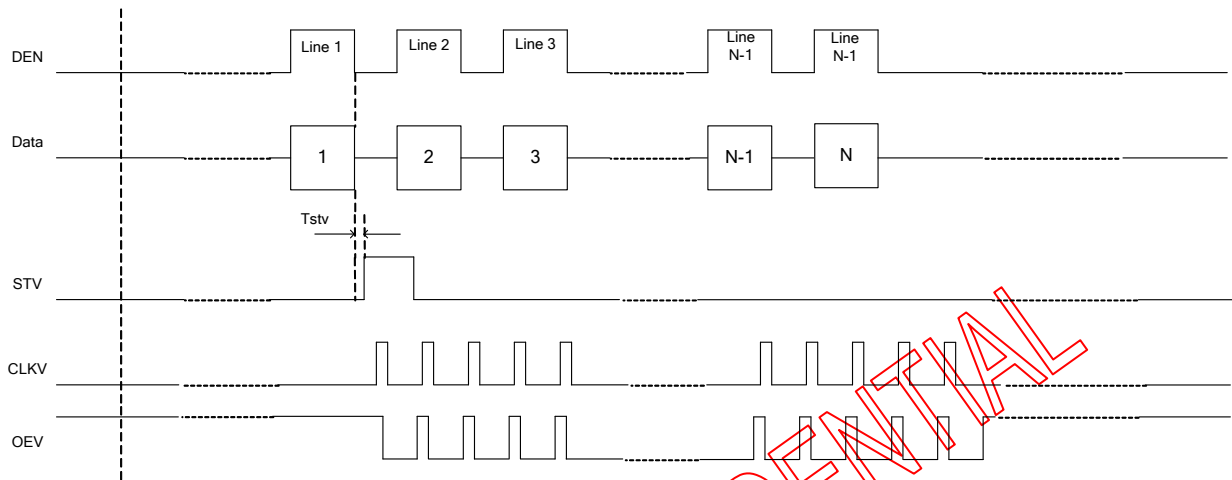 DEN
Line 1
Line 2
Line 3
Line
N-1
Line
N-1
Data
1
2
3
N-1
N
Tstv
STV
CLKV
OEV